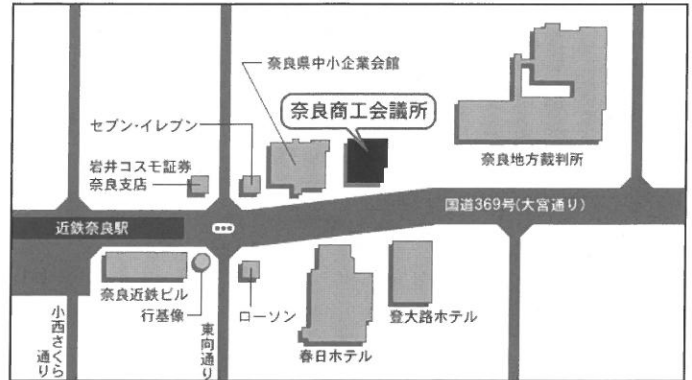 奈良県中小企業会館
奈良商工会議所
セブン・イレブン
岩井コスモ証券
奈良支店
奈良地方裁判所
国道369号(大宮通り)
近鉄奈良駅
奈良近鉄ビル
行基像
ローソン
登大路ホテル
春日ホテル
小西さくら
通り
東向通り